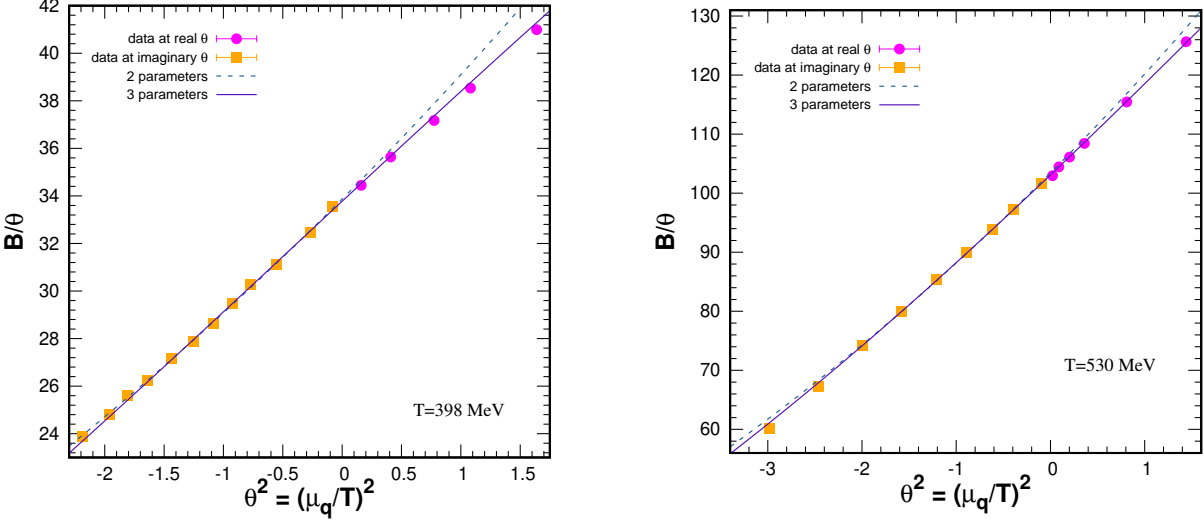 42
40
38
36
34
32
30
28
26
24
B/θ
data at real θ
data at imaginary θ
2 parameters
3 parameters
T=398 MeV
-2 -1.5 -1 -0.5 0 0.5 1 1.5
θ² = (μq/T)²
130
120
110
100
90
80
70
60
B/θ
data at real θ
data at imaginary θ
2 parameters
3 parameters
T=530 MeV
-3 -2 -1 0 1
θ² = (μq/T)²